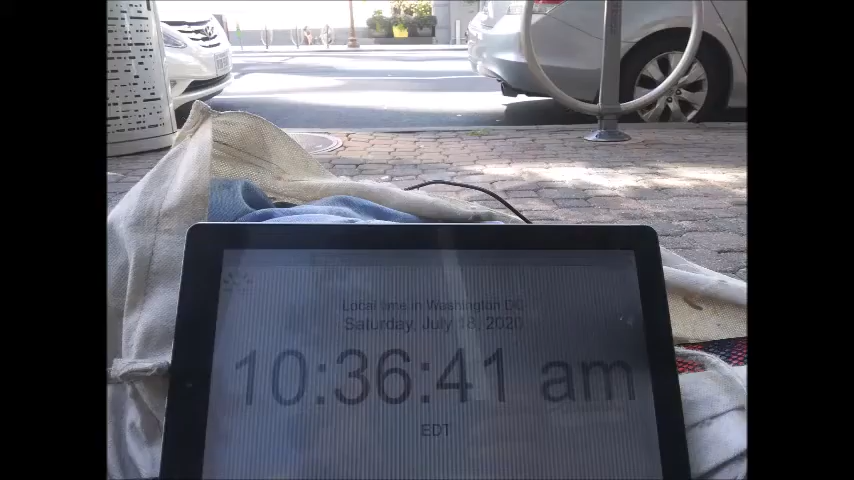 Local time in Washington DC
Saturday, July 18, 2020
10:36:41 am
EDT